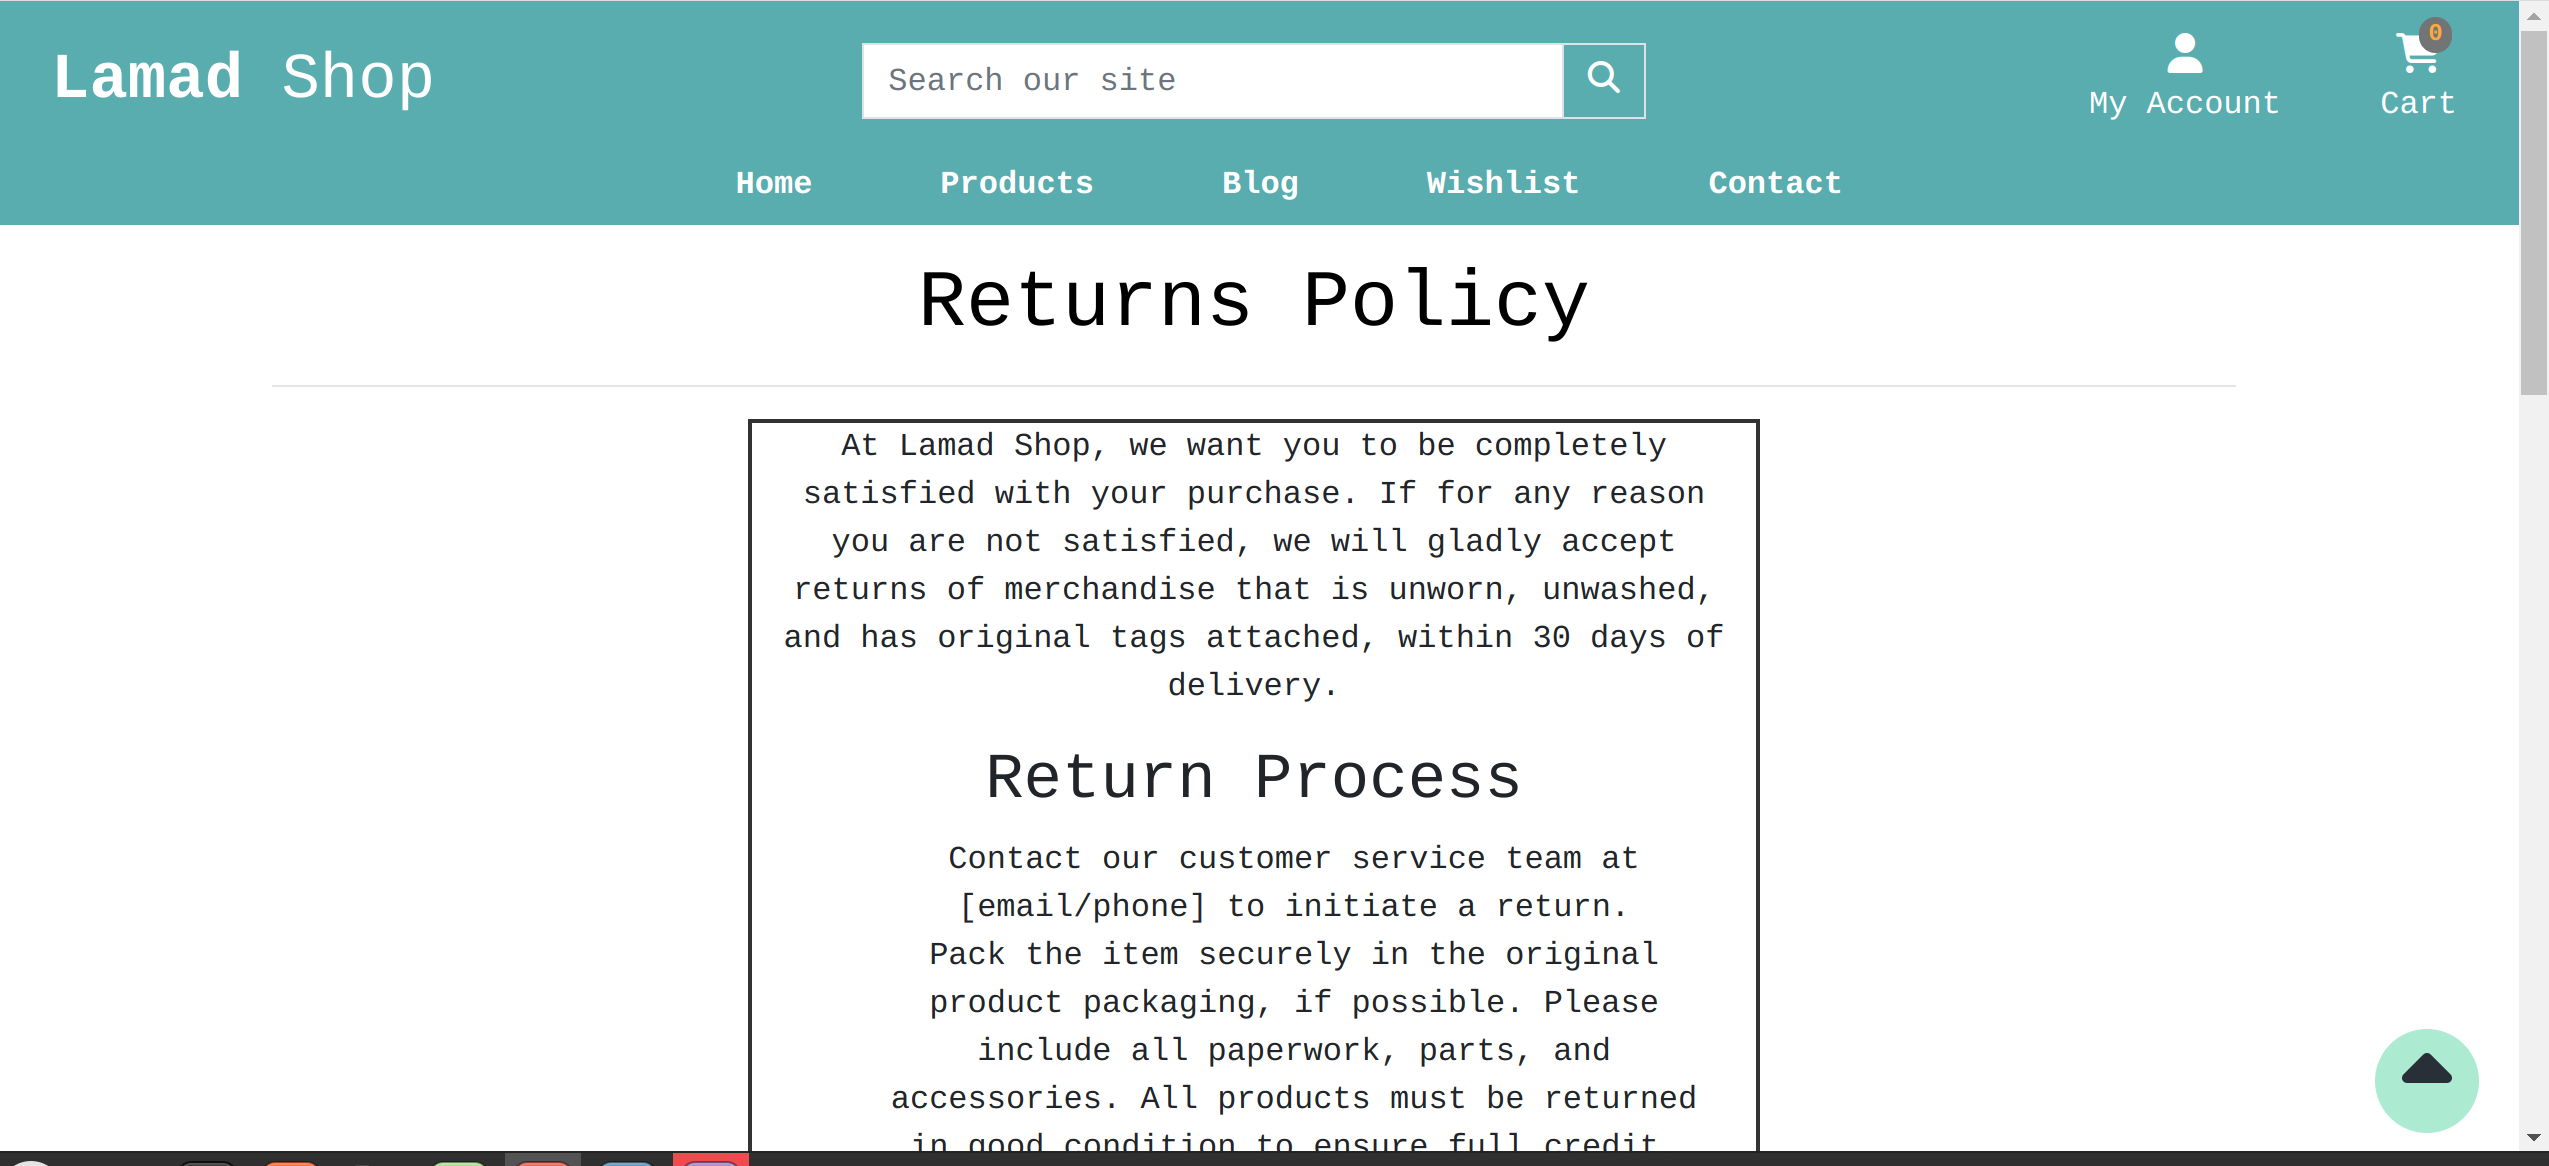 Lamad Shop
Search our site
My Account
0
Cart
Home Products Blog Wishlist Contact
Returns Policy
At Lamad Shop, we want you to be completely
satisfied with your purchase. If for any reason
you are not satisfied, we will gladly accept
returns of merchandise that is unworn, unwashed,
and has original tags attached, within 30 days of
delivery.
Return Process
Contact our customer service team at
[email/phone] to initiate a return.
Pack the item securely in the original
product packaging, if possible. Please
include all paperwork, parts, and
accessories. All products must be returned
in good condition to ensure full credit.